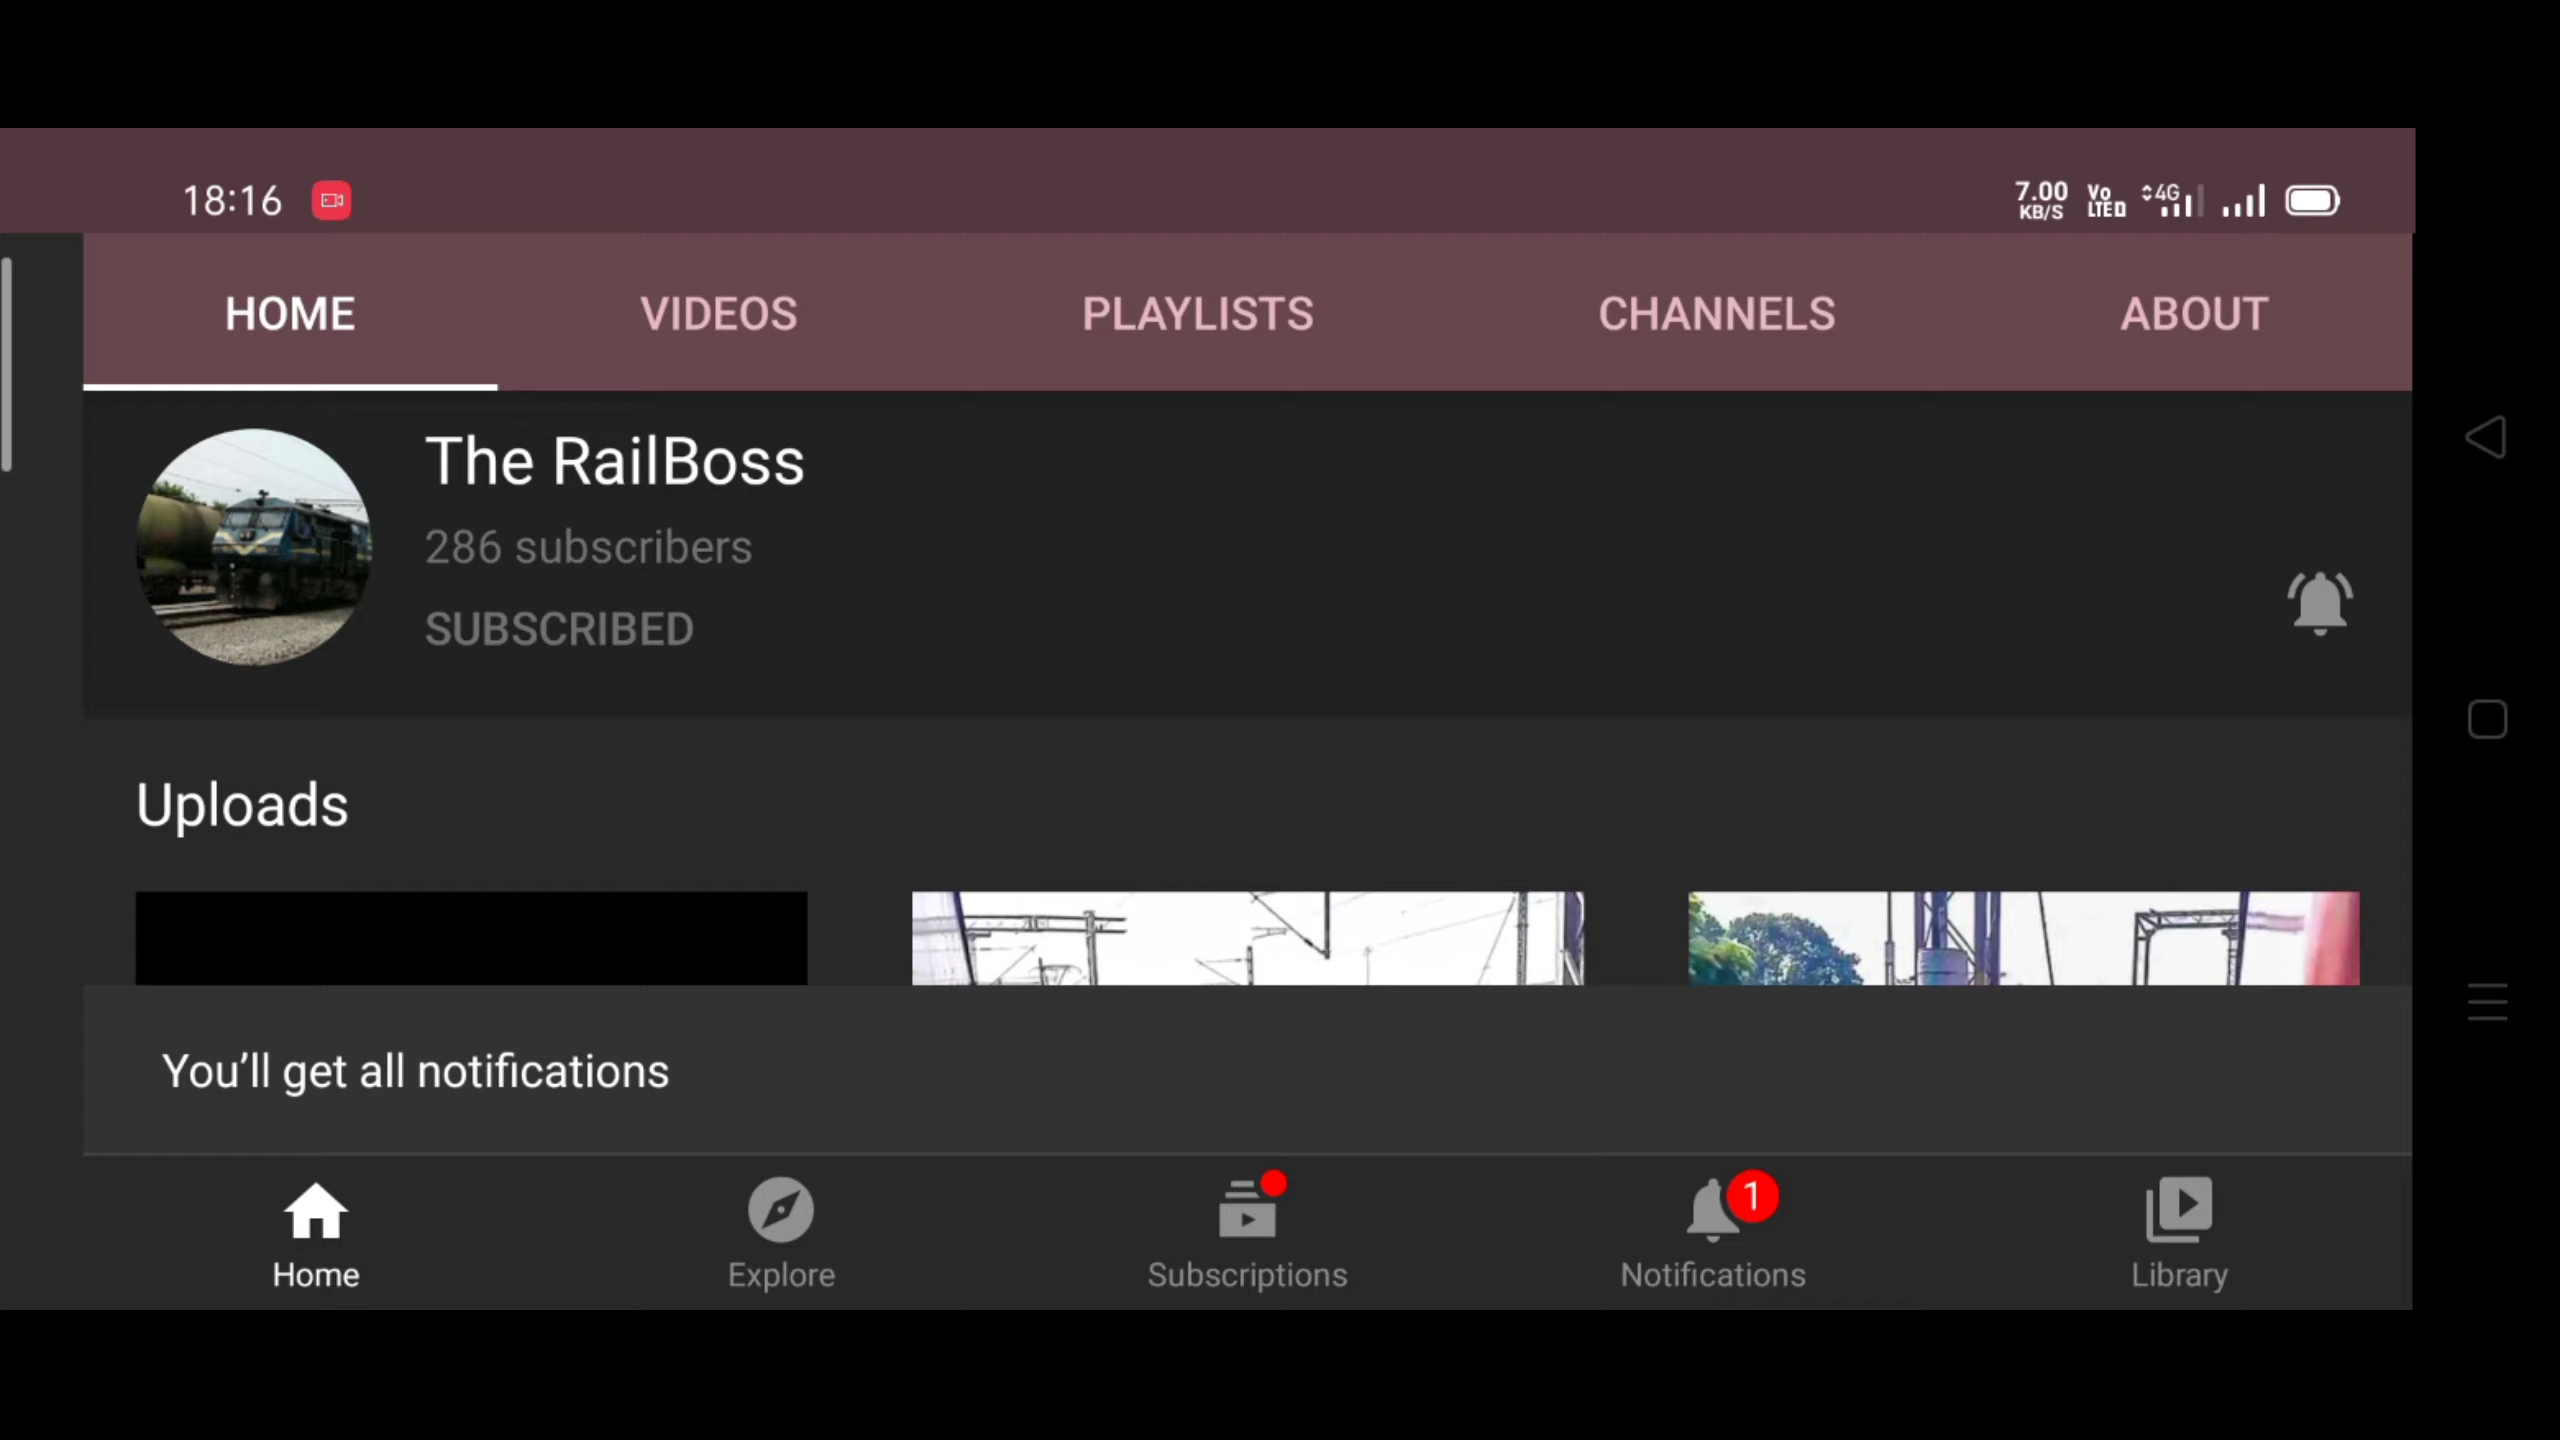 18:16
7.00
KB/S
Vo
LTE
4G
HOME
VIDEOS
PLAYLISTS
CHANNELS
ABOUT
The RailBoss
286 subscribers
SUBSCRIBED
Uploads
You’ll get all notifications
1
Home
Explore
Subscriptions
Notifications
Library